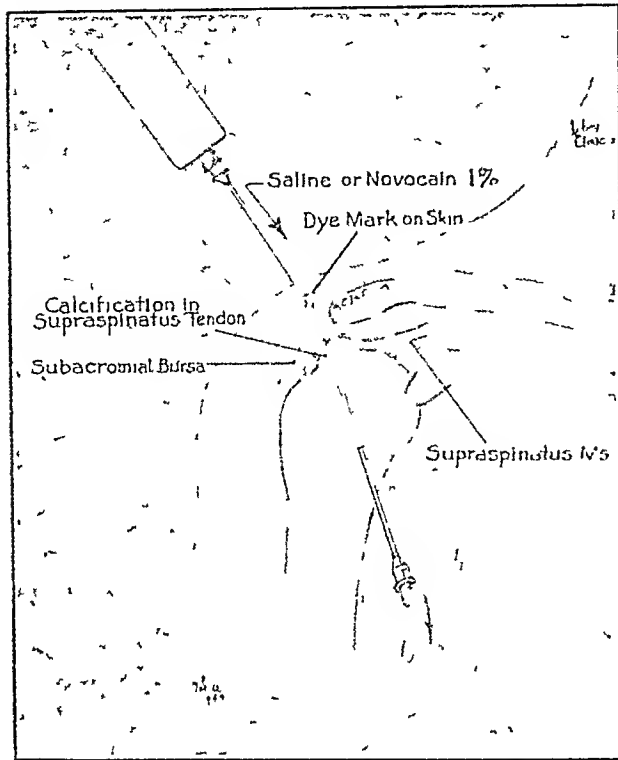 Saline or Novocain 1%
Dye Mark on Skin
Calcification in
Supraspinatus Tendon
Subacromial Bursa
Supraspinatus